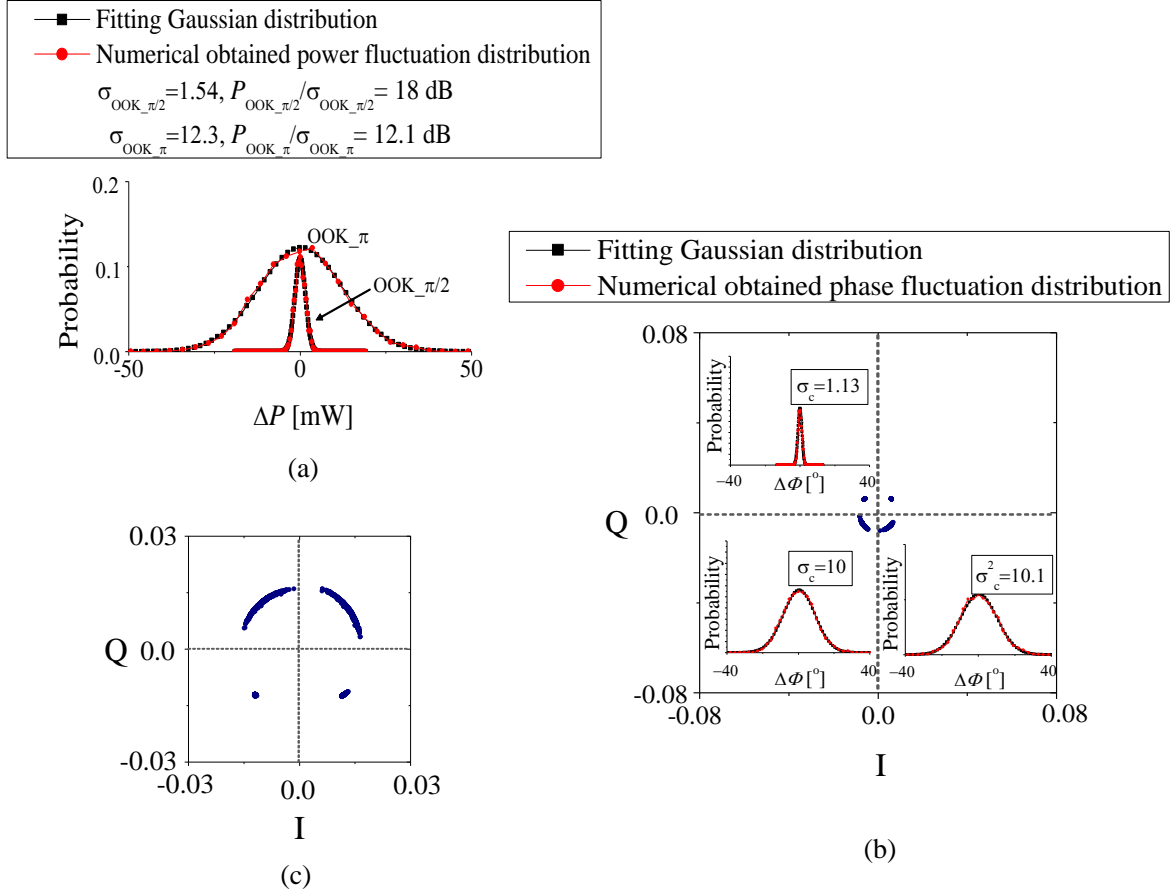 Fitting Gaussian distribution
Numerical obtained power fluctuation distribution
σOOK_π/2=1.54, POOK_π/2/σOOK_π/2= 18 dB
σOOK_π=12.3, POOK_π/σOOK_π= 12.1 dB
0.2
0.1
0.0
Probability
OOK_π
OOK_π/2
-50
0
50
ΔP [mW]
(a)
Fitting Gaussian distribution
Numerical obtained phase fluctuation distribution
0.08
0.0
-0.08
Q
-0.08
0.0
0.08
I
Probability
σc=1.13
−40
40
ΔΦ[o]
Probability
σc=10
−40
40
ΔΦ[o]
Probability
σ2c=10.1
−40
40
ΔΦ[o]
(b)
0.03
Q
0.0
-0.03
-0.03
0.0
0.03
I
(c)